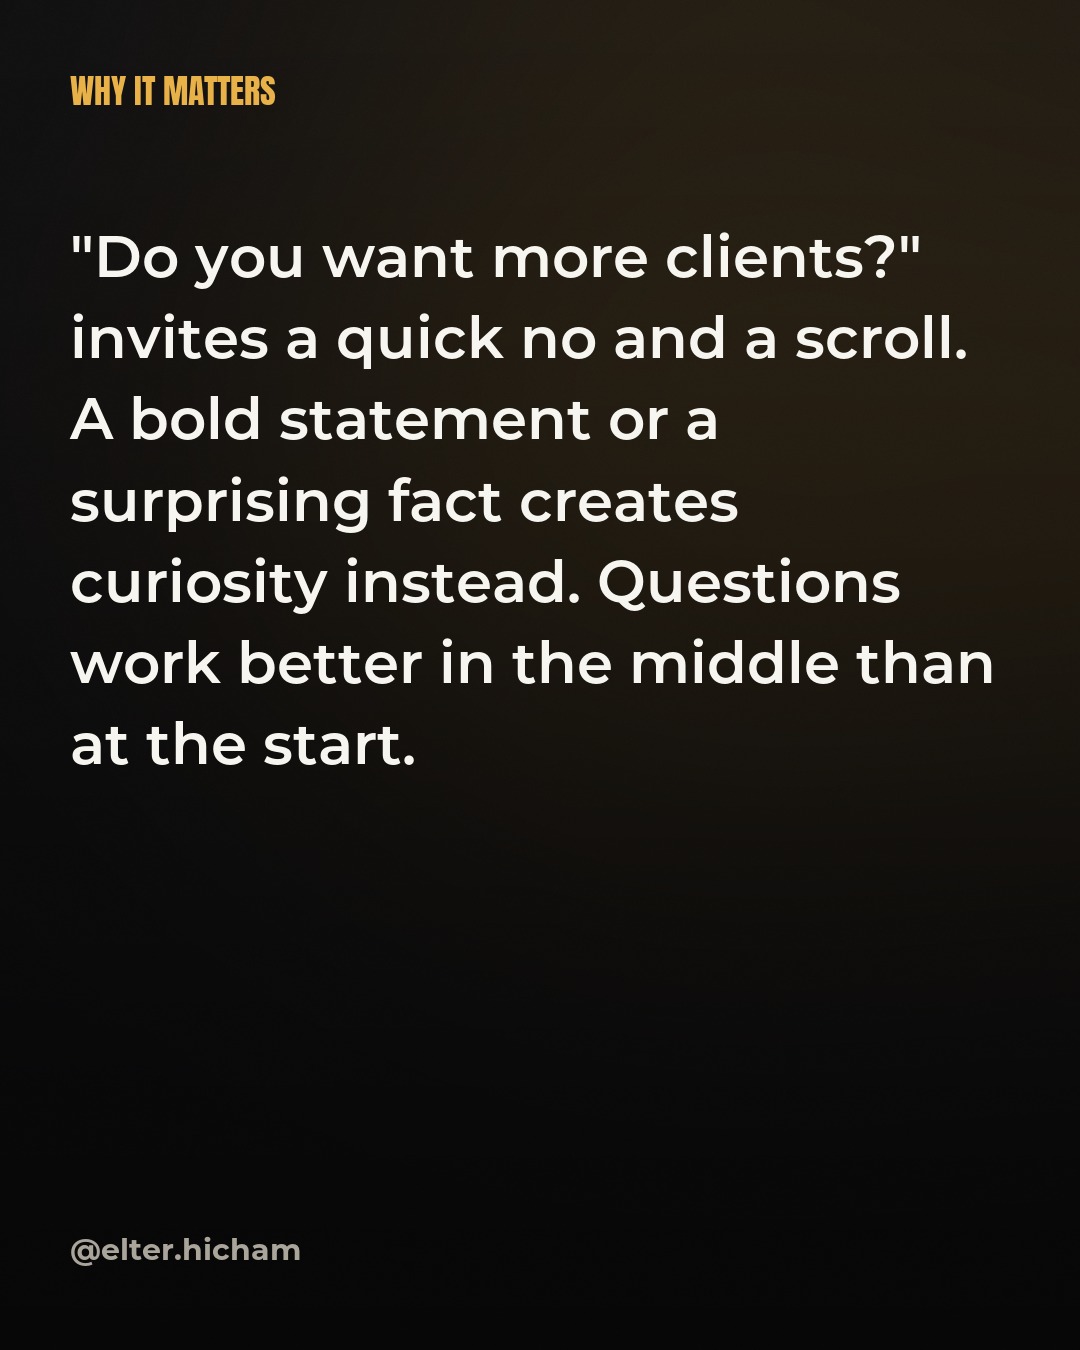 WHY IT MATTERS
"Do you want more clients?"
invites a quick no and a scroll.
A bold statement or a
surprising fact creates
curiosity instead. Questions
work better in the middle than
at the start.
@elter.hicham